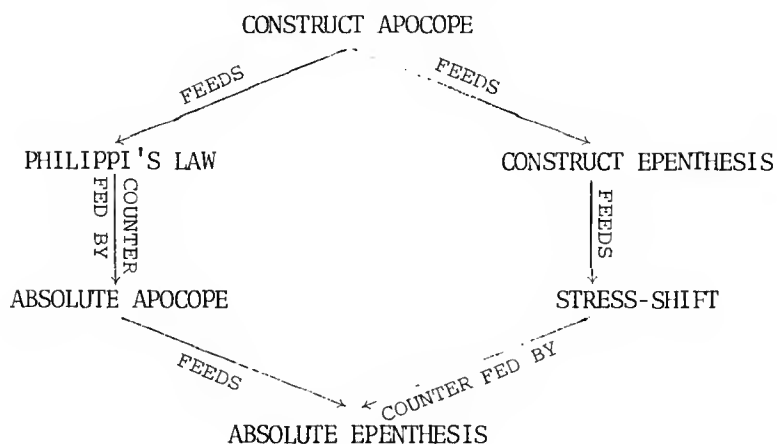 CONSTRUCT APOCOPE
FEEDS
FEEDS
PHILIPPI'S LAW
CONSTRUCT EPENTHESIS
COUNTER
FED BY
FEEDS
ABSOLUTE APOCOPE
STRESS-SHIFT
FEEDS
COUNTER FED BY
ABSOLUTE EPENTHESIS